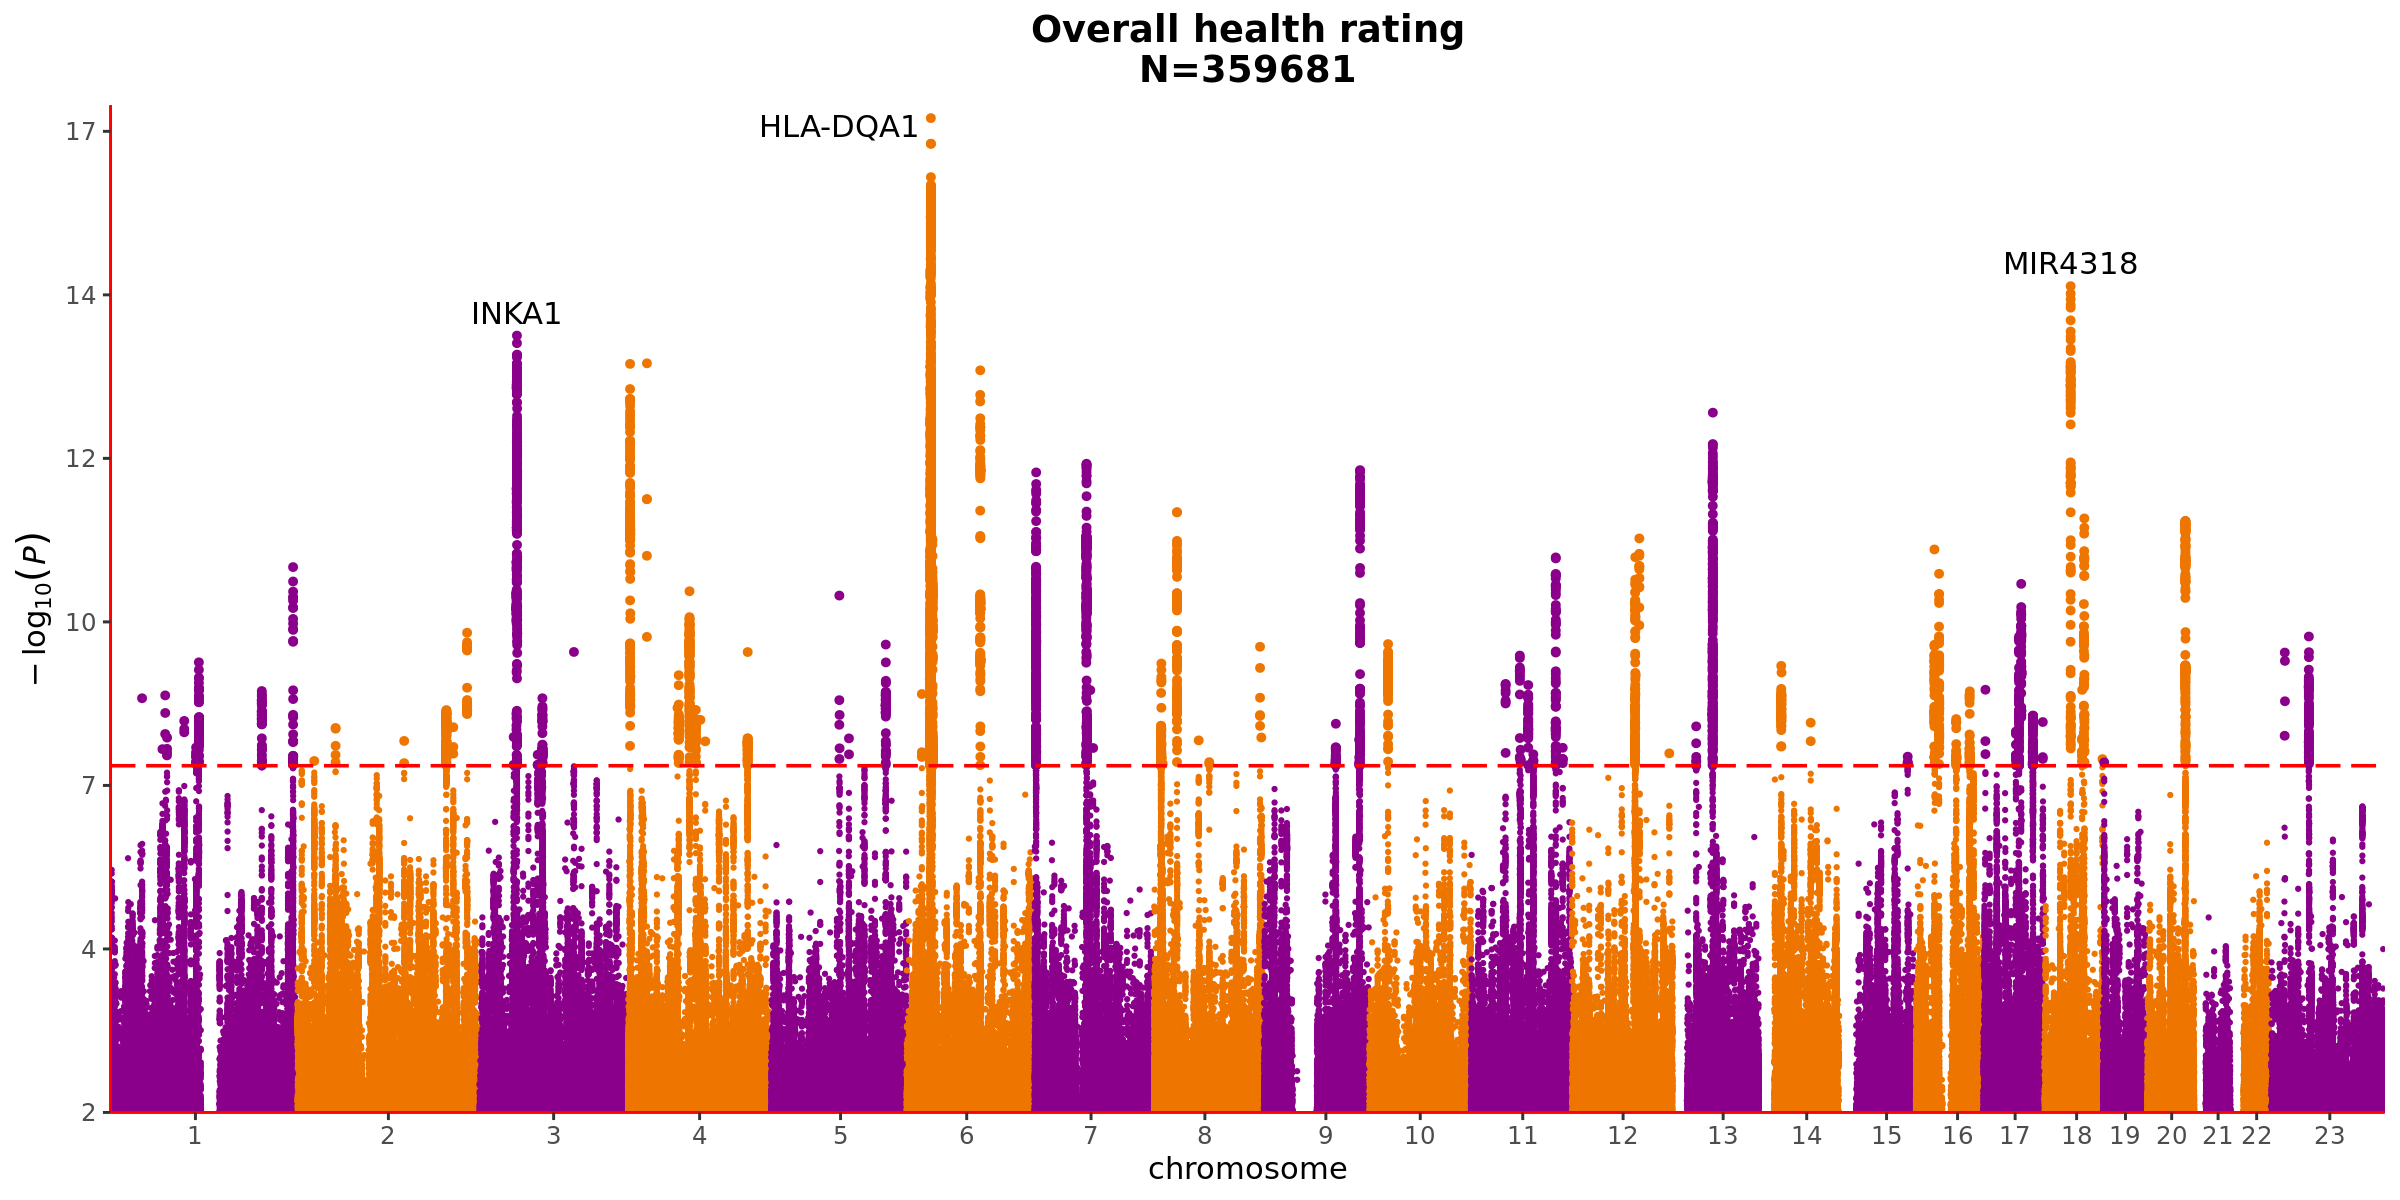 Overall health rating
N=359681
HLA-DQA1
MIR4318
INKA1
17
14
12
10
7
4
2
− log10(P)
1 2 3 4 5 6 7 8 9 10 11 12 13 14 15 16 17 18 19 20 21 22 23
chromosome